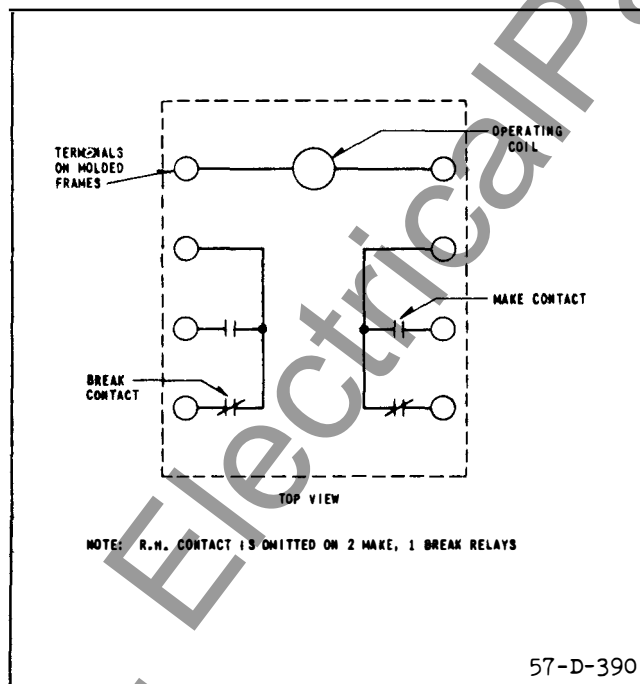 OPERATING
COIL
TERMINALS
ON MOLDED
FRAMES
MAKE CONTACT
BREAK
CONTACT
TOP VIEW
NOTE: R.H. CONTACT IS OMITTED ON 2 MAKE, 1 BREAK RELAYS
57-D-390
ElectricalPa